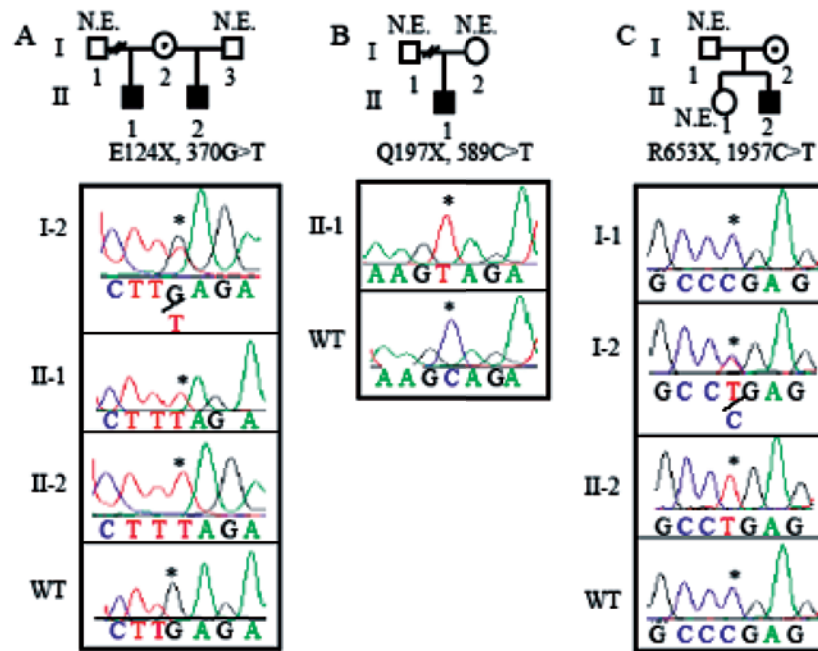 A
N.E.
N.E.
I
1
2
3
II
1
2
E124X, 370G>T
I-2
*
C T T G A G A
T
II-1
*
C T T T A G A
II-2
*
C T T T A G A
WT
*
C T T G A G A
B
N.E.
N.E.
I
1
2
II
1
Q197X, 589C>T
II-1
*
A A G T A G A
WT
*
A A G C A G A
C
N.E.
I
1
2
II
N.E.
1
2
R653X, 1957C>T
I-1
*
G C C C G A G
I-2
*
G C C T G A G
C
II-2
*
G C C T G A G
WT
*
G C C C G A G